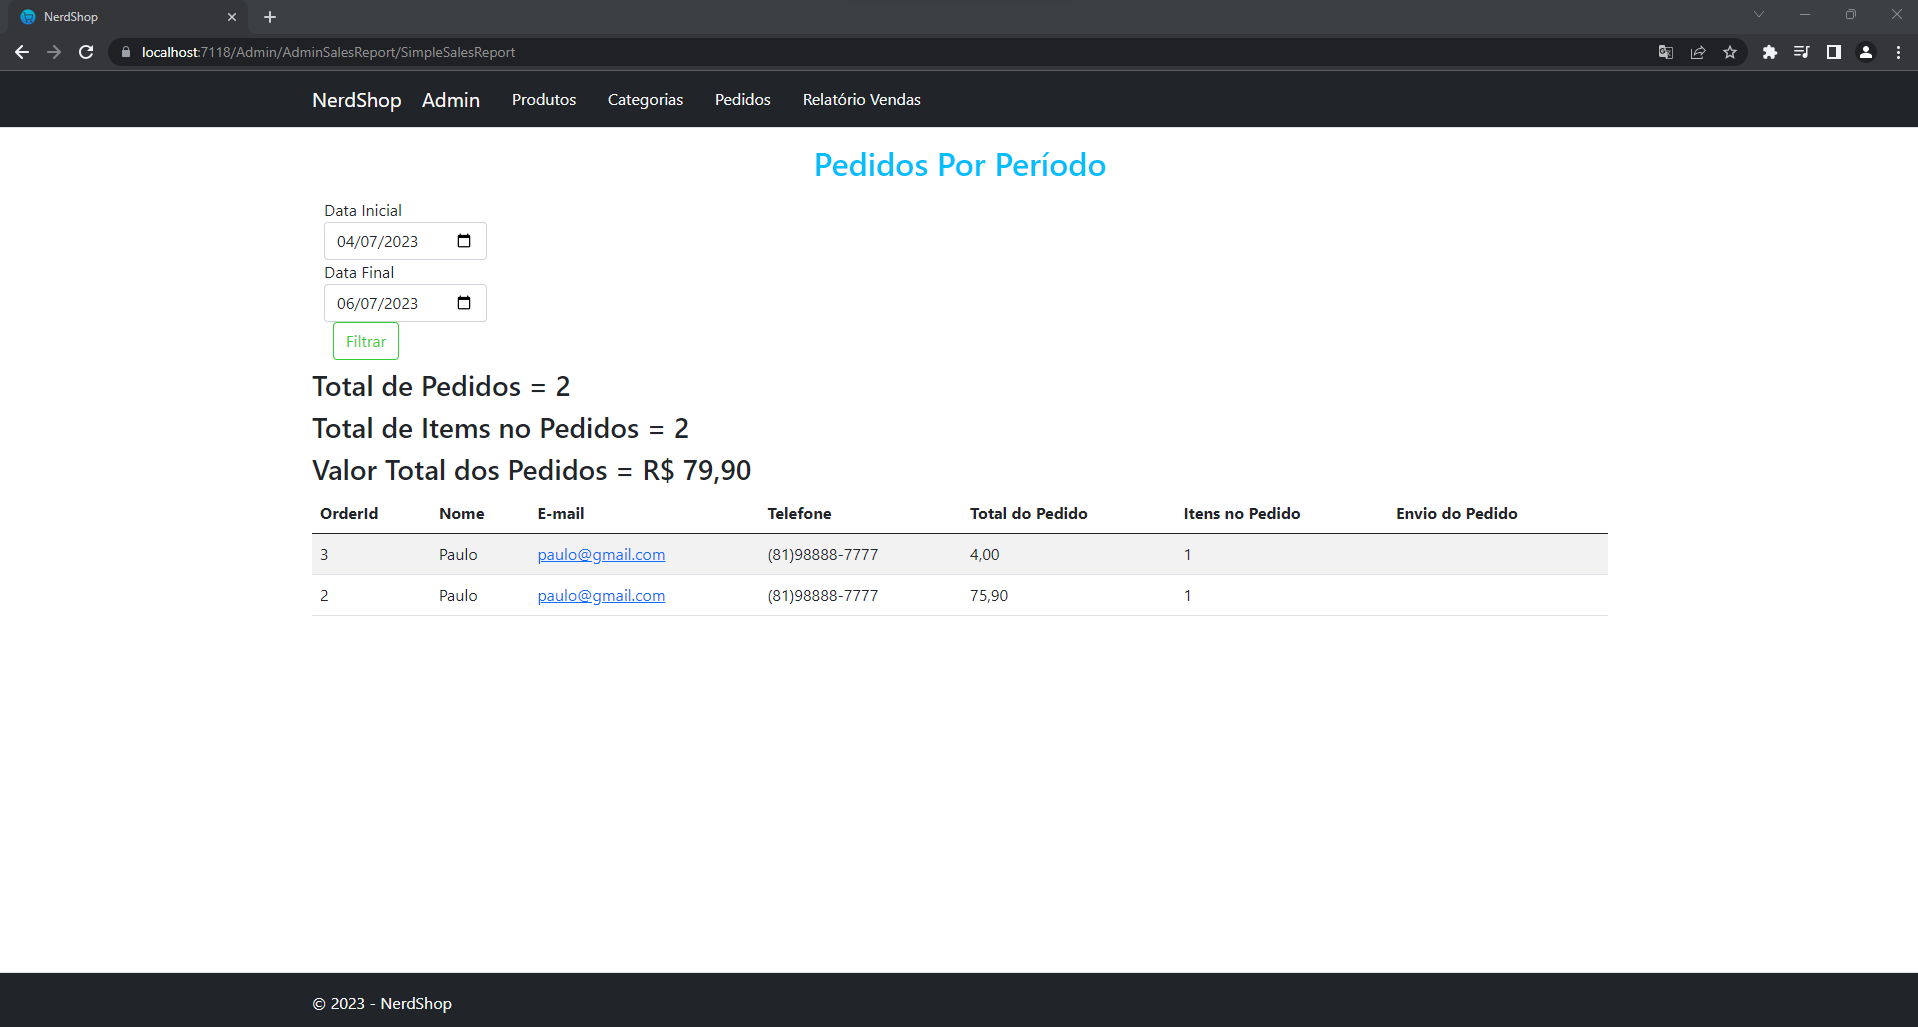 NerdShop
localhost:7118/Admin/AdminSalesReport/SimpleSalesReport
NerdShop Admin Produtos Categorias Pedidos Relatório Vendas
Pedidos Por Período
Data Inicial
04/07/2023
Data Final
06/07/2023
Filtrar
Total de Pedidos = 2
Total de Items no Pedidos = 2
Valor Total dos Pedidos = R$ 79,90
OrderId Nome E-mail Telefone Total do Pedido Itens no Pedido Envio do Pedido
3 Paulo paulo@gmail.com (81)98888-7777 4,00 1
2 Paulo paulo@gmail.com (81)98888-7777 75,90 1
© 2023 - NerdShop